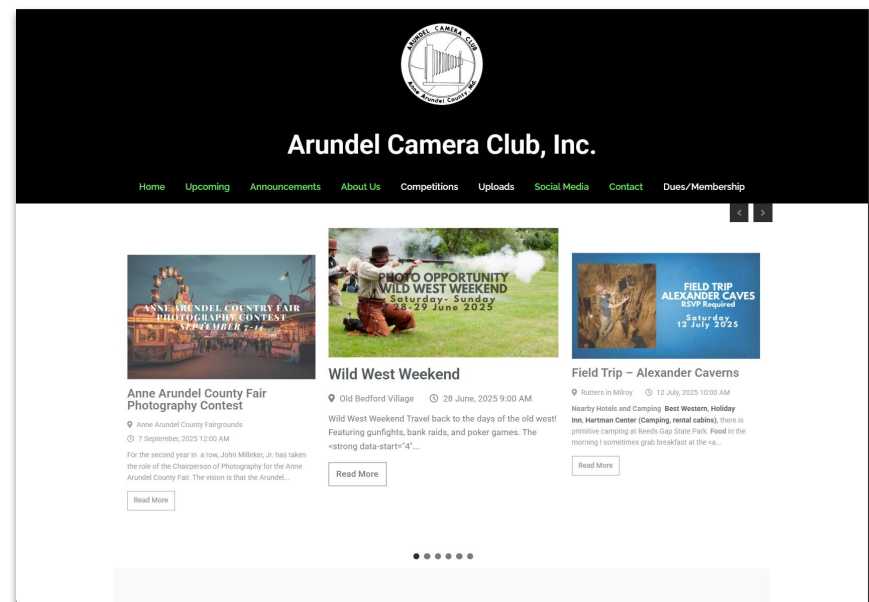 ARUNDEL CAMERA CLUB
Anne Arundel County, Md.
Arundel Camera Club, Inc.
Home Upcoming Announcements About Us Competitions Uploads Social Media Contact Dues/Membership
ANNE ARUNDEL COUNTRY FAIR
PHOTOGRAPHY CONTEST
SEPTEMBER 7-14
Anne Arundel County Fair
Photography Contest
Anne Arundel County Fairgrounds
7 September, 2025 12:00 AM
For the second year in a row, John Milleker, Jr. has taken
the role of the Chairperson of Photography for the Anne
Arundel County Fair. The vision is that the Arundel...
Read More
PHOTO OPPORTUNITY
WILD WEST WEEKEND
Saturday- Sunday
28-29 June 2025
Wild West Weekend
Old Bedford Village 28 June, 2025 9:00 AM
Wild West Weekend Travel back to the days of the old west!
Featuring gunfights, bank raids, and poker games. The
<strong data-start="4"...
Read More
FIELD TRIP
ALEXANDER CAVES
RSVP Required
Saturday
12 July 2025
Field Trip – Alexander Caverns
Rutters in Milroy 12 July, 2025 10:00 AM
Nearby Hotels and Camping Best Western, Holiday
Inn, Hartman Center (Camping, rental cabins), there is
primitive camping at Reeds Gap State Park. Food In the
morning I sometimes grab breakfast at the <a...
Read More